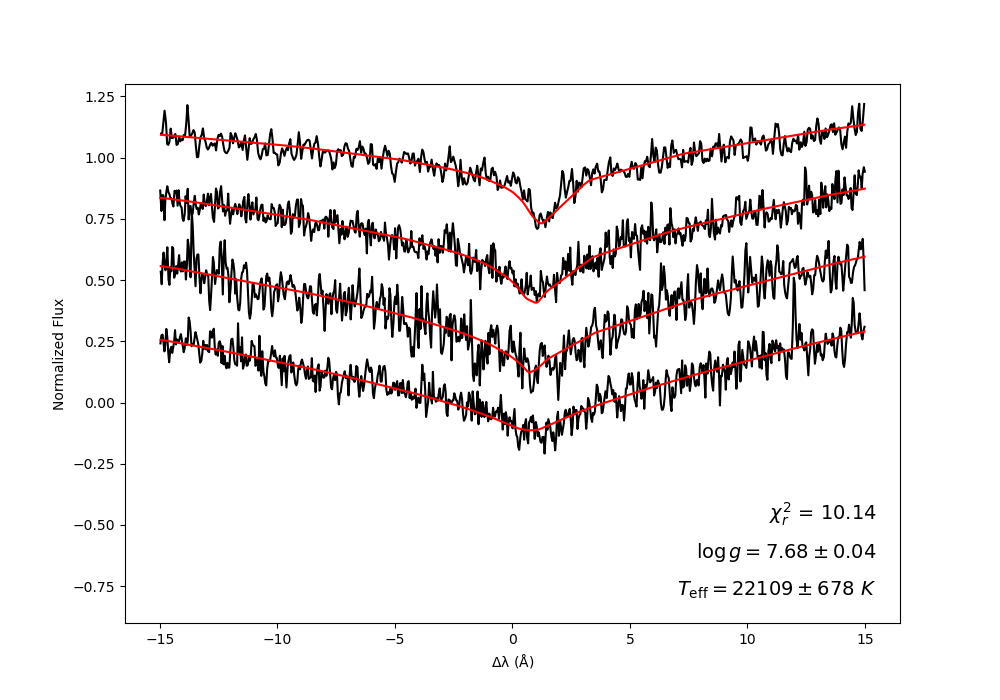 1.25
1.00
0.75
0.50
0.25
0.00
−0.25
−0.50
−0.75
Normalized Flux
χ²ᵣ = 10.14
log g = 7.68 ± 0.04
T_eff = 22109 ± 678 K
−15 −10 −5 0 5 10 15
Δλ (Å)